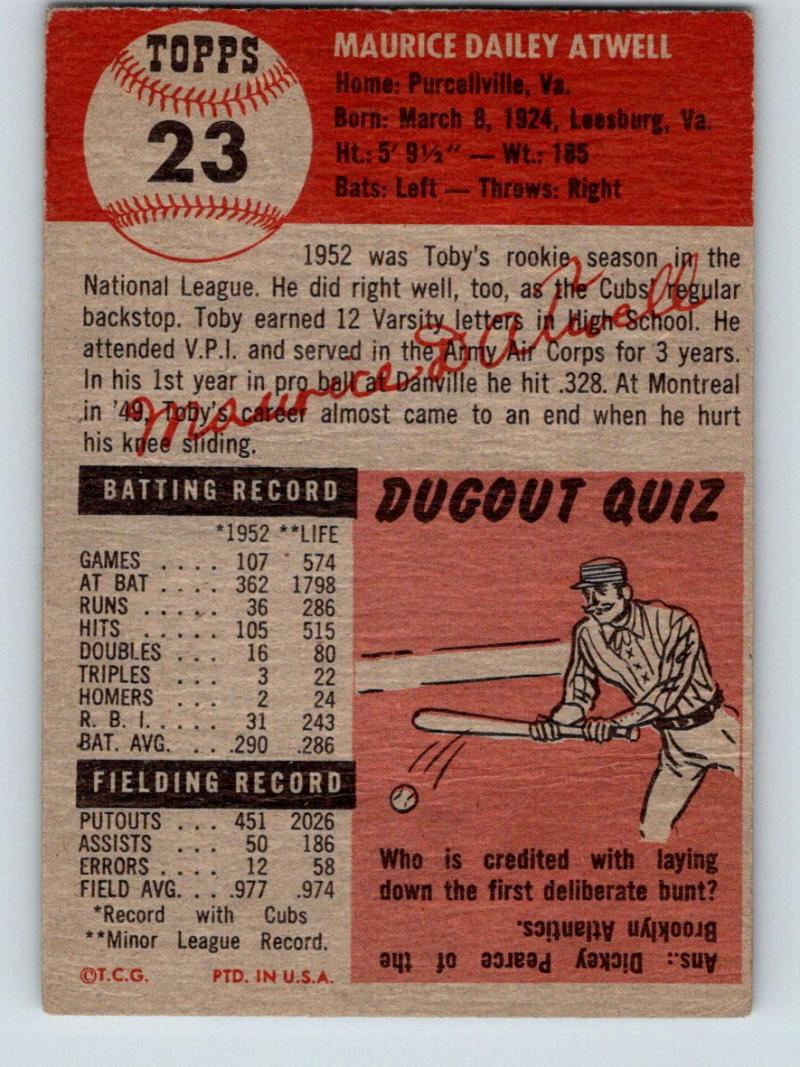 TOPPS
23
MAURICE DAILEY ATWELL
Home: Purcellville, Va.
Born: March 8, 1924, Leesburg, Va.
Ht.: 5' 9½" — Wt.: 185
Bats: Left — Throws: Right
1952 was Toby's rookie season in the
National League. He did right well, too, as the Cubs' regular
backstop. Toby earned 12 Varsity letters in High School. He
attended V.P.I. and served in the Army Air Corps for 3 years.
In his 1st year in pro ball at Danville he hit .328. At Montreal
in '49, Toby's career almost came to an end when he hurt
his knee sliding.
Maurice D Atwell
BATTING RECORD
*1952 **LIFE
GAMES .... 107 574
AT BAT .... 362 1798
RUNS ..... 36 286
HITS ..... 105 515
DOUBLES ... 16 80
TRIPLES ... 3 22
HOMERS ... 2 24
R. B. I. .... 31 243
BAT. AVG. ... .290 .286
FIELDING RECORD
PUTOUTS ... 451 2026
ASSISTS ... 50 186
ERRORS ... 12 58
FIELD AVG. ... .977 .974
*Record with Cubs
**Minor League Record.
©T.C.G. PTD. IN U.S.A.
DUGOUT QUIZ
Who is credited with laying
down the first deliberate bunt?
Ans.: Dickey Pearce of the
Brooklyn Atlantics.